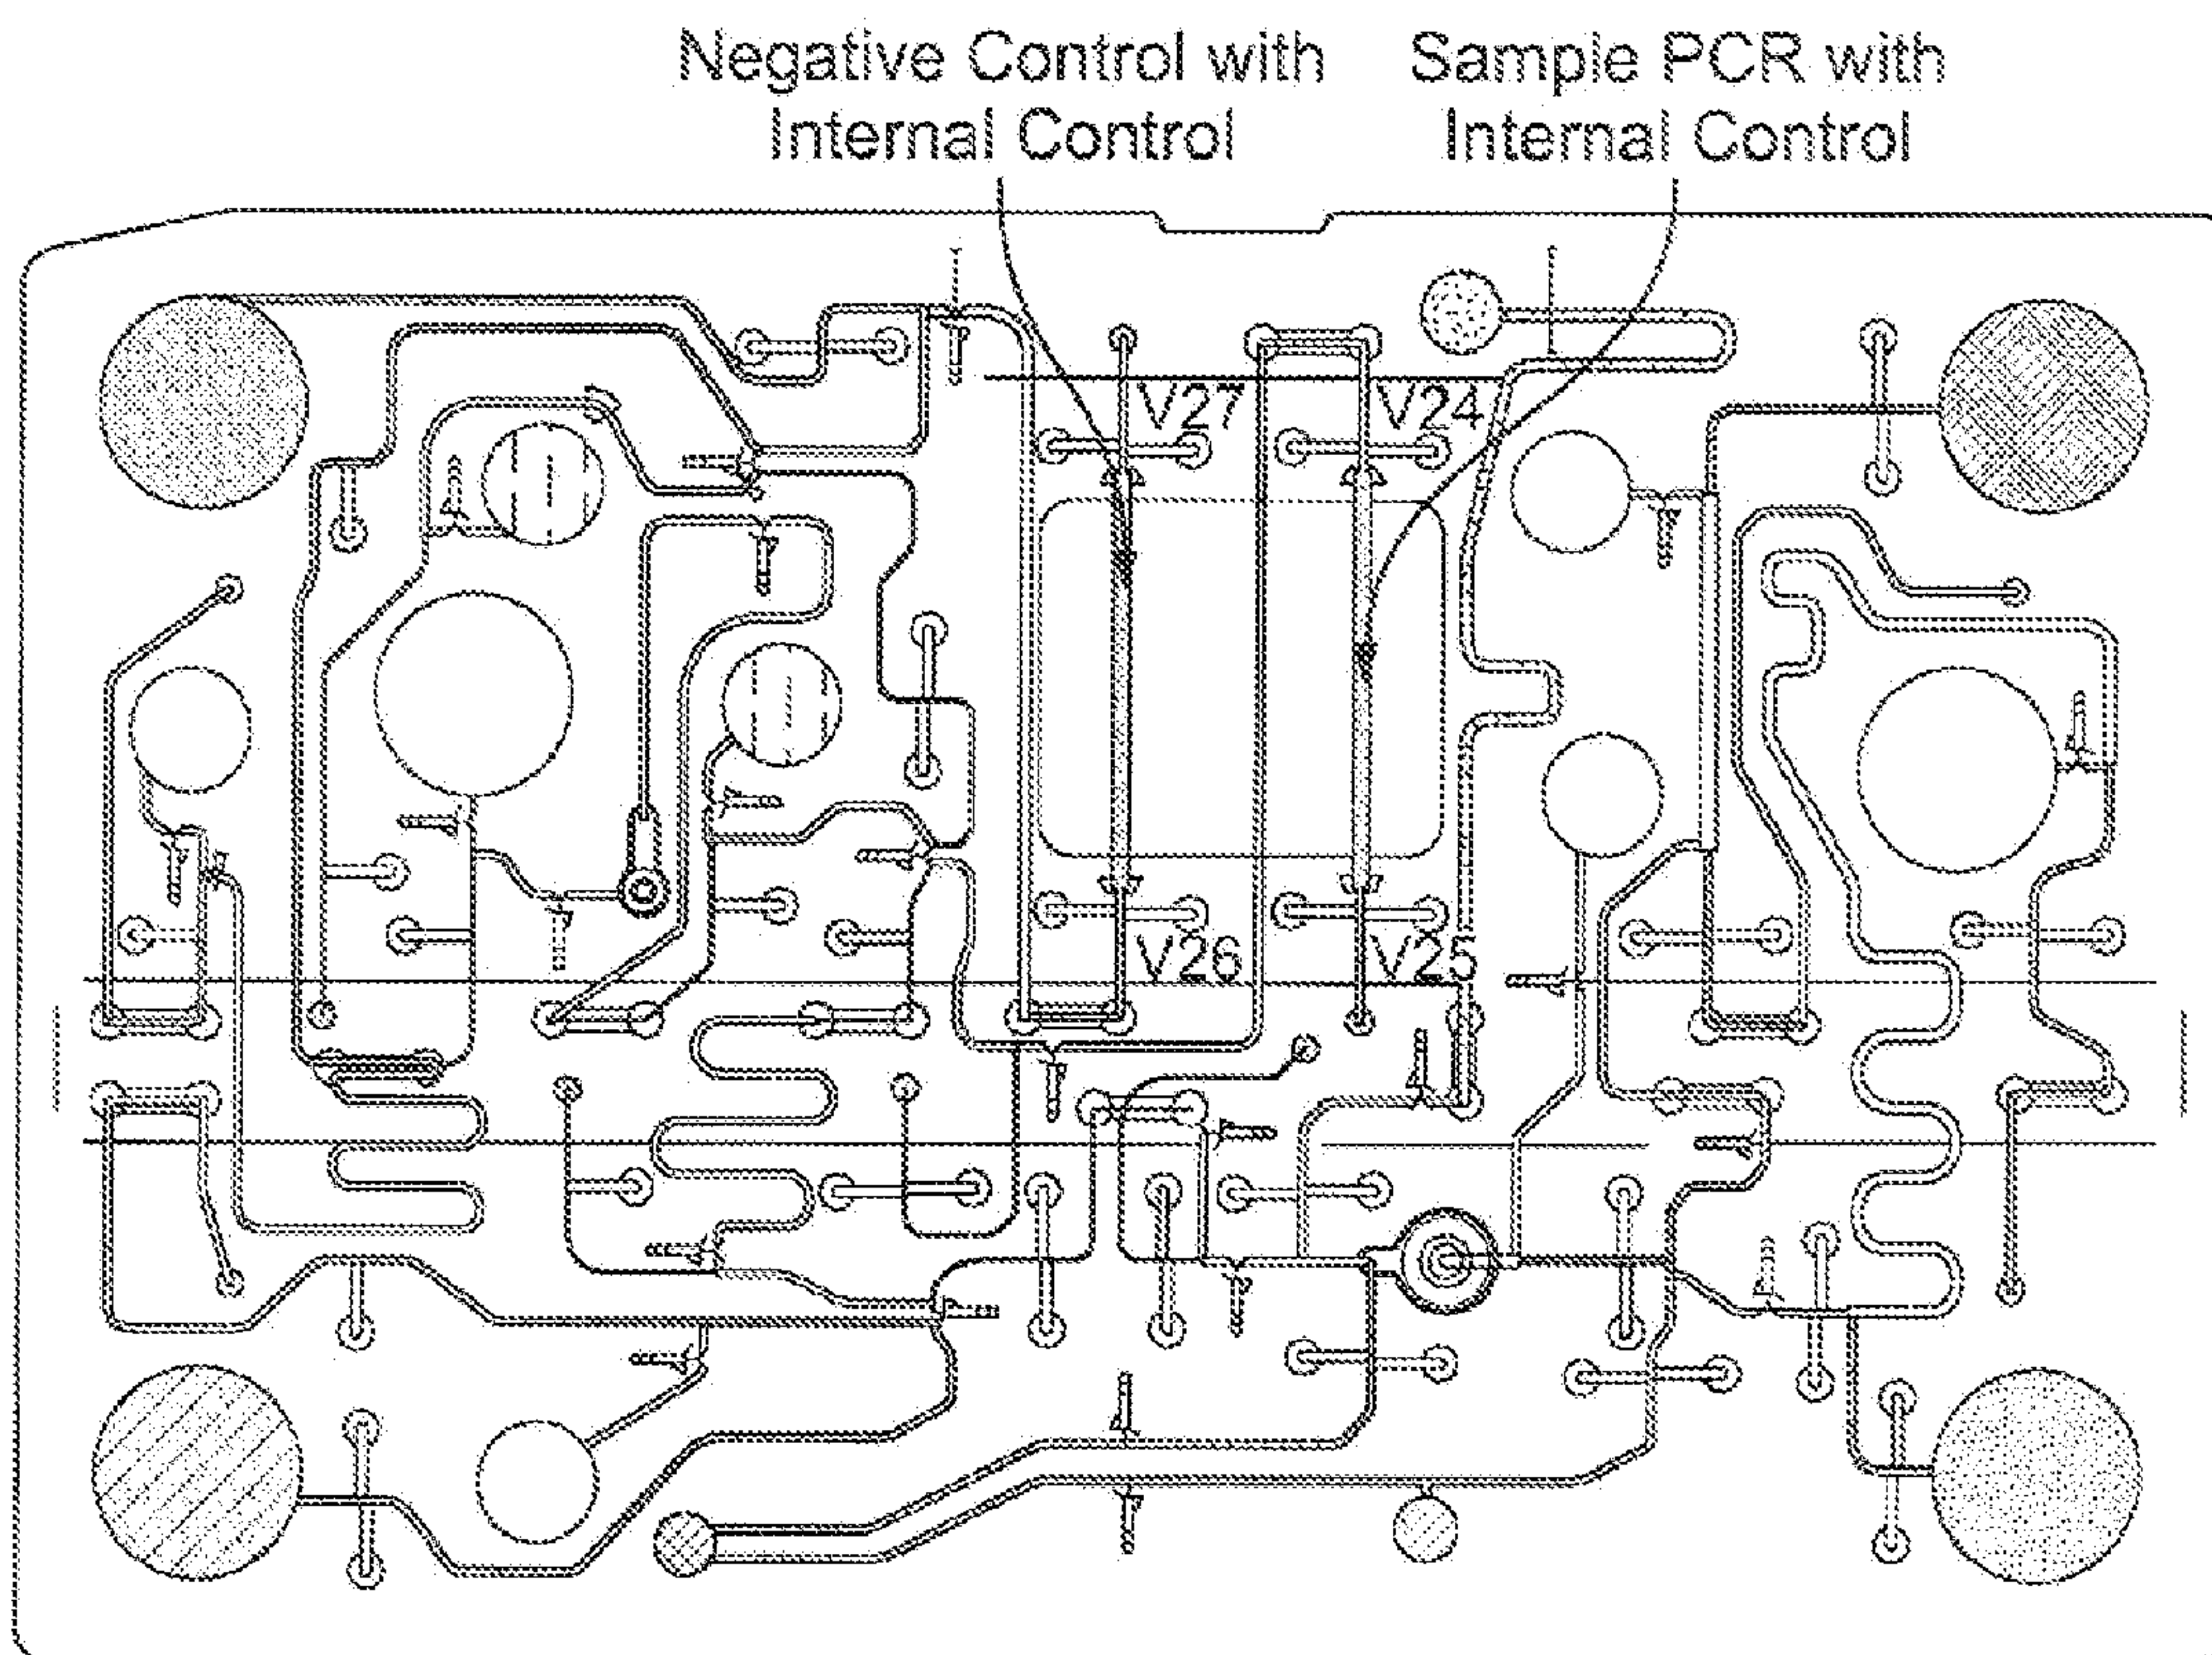 Negative Control with
Internal Control
Sample PCR with
Internal Control
V27
V24
V26
V25